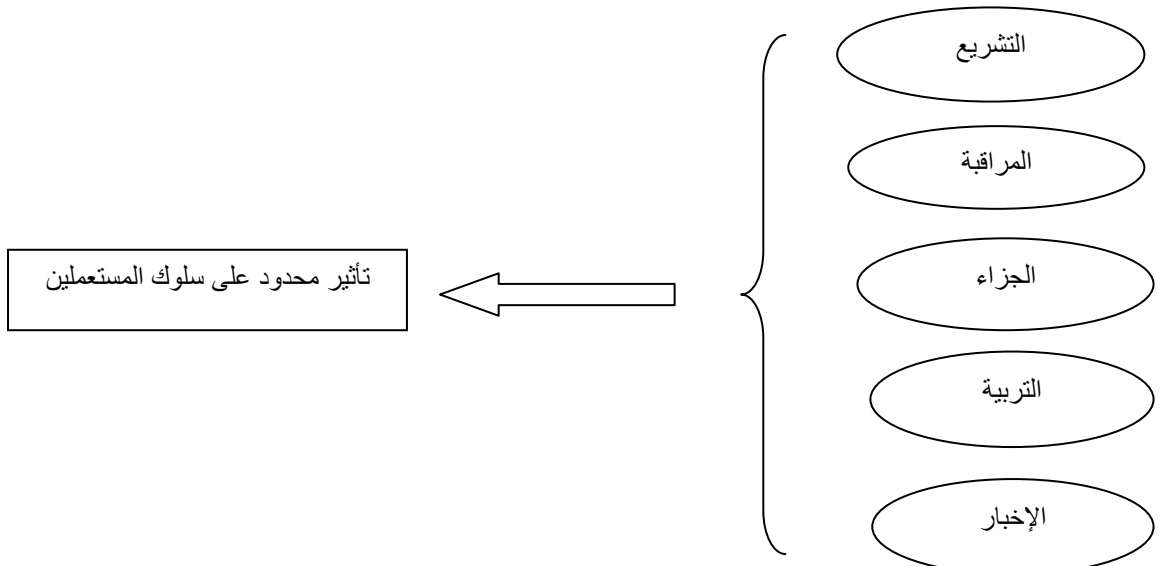 التشريع
المراقبة
الجزاء
تأثير محدود على سلوك المستعملين
التربية
الإخبار